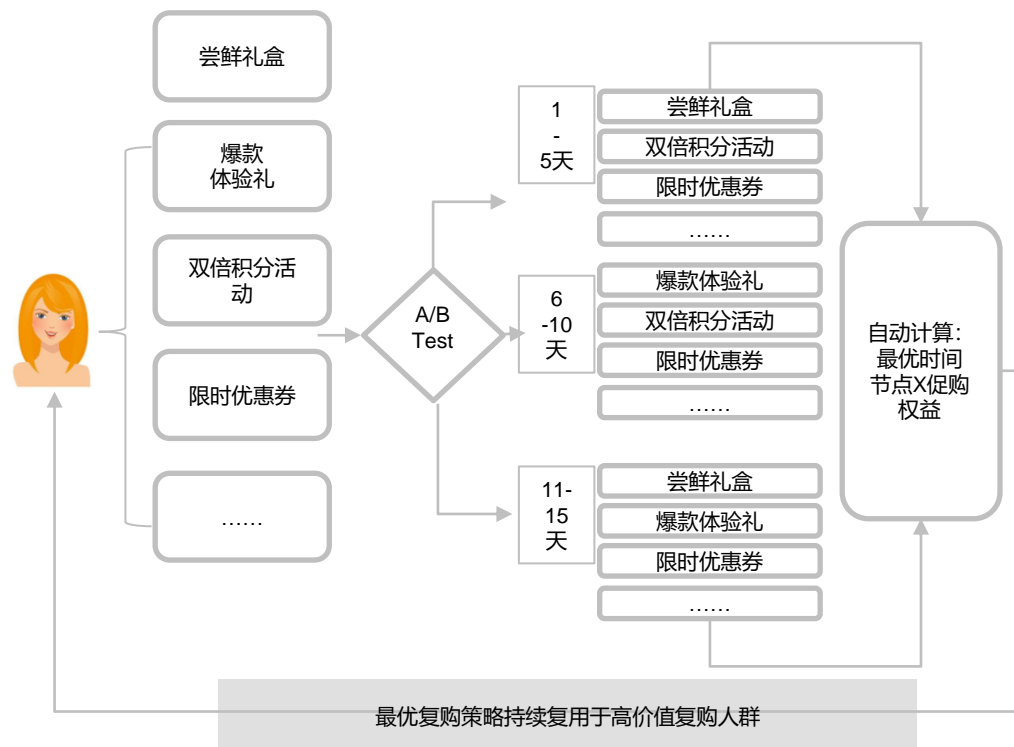 尝鲜礼盒
爆款
体验礼
双倍积分活
动
限时优惠券
……
A/B
Test
1
-
5天
尝鲜礼盒
双倍积分活动
限时优惠券
……
6
-10
天
爆款体验礼
双倍积分活动
限时优惠券
……
11-
15
天
尝鲜礼盒
爆款体验礼
限时优惠券
……
自动计算：
最优时间
节点X促购
权益
最优复购策略持续复用于高价值复购人群